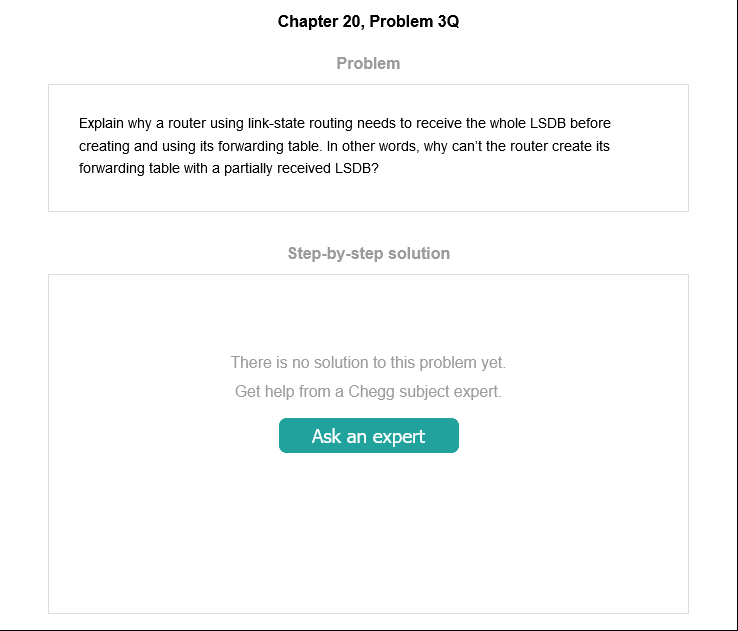 Chapter 20, Problem 3Q
Problem
Explain why a router using link-state routing needs to receive the whole LSDB before
creating and using its forwarding table. In other words, why can't the router create its
forwarding table with a partially received LSDB?
Step-by-step solution
There is no solution to this problem yet.
Get help from a Chegg subject expert.
Ask an expert